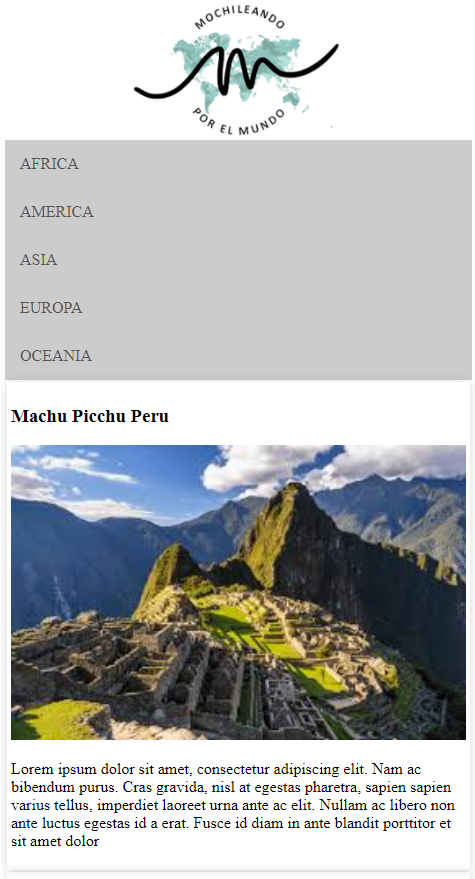 MOCHILEANDO
POR EL MUNDO
AFRICA
AMERICA
ASIA
EUROPA
OCEANIA
Machu Picchu Peru
Lorem ipsum dolor sit amet, consectetur adipiscing elit. Nam ac
bibendum purus. Cras gravida, nisl at egestas pharetra, sapien sapien
varius tellus, imperdiet laoreet urna ante ac elit. Nullam ac libero non
ante luctus egestas id a erat. Fusce id diam in ante blandit porttitor et
sit amet dolor